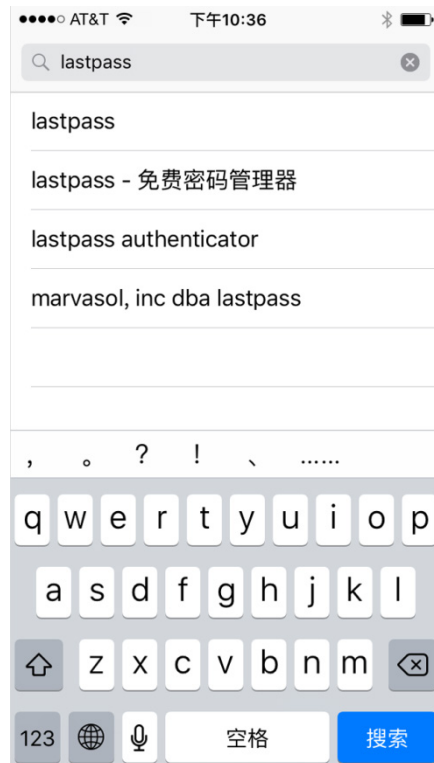 AT&T 下午10:36
lastpass
lastpass
lastpass - 免费密码管理器
lastpass authenticator
marvasol, inc dba lastpass
， 。 ？ ！ 、 ……
q w e r t y u i o p
a s d f g h j k l
z x c v b n m
123 空格 搜索